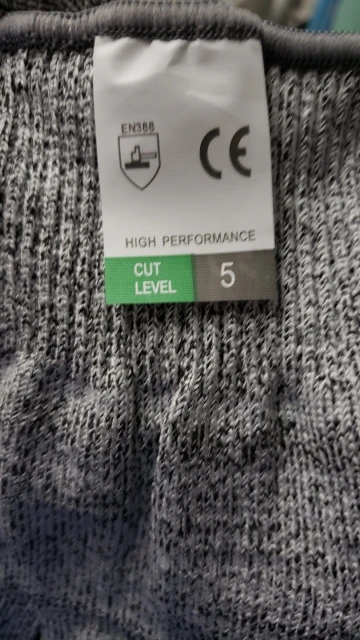 EN388
CE
HIGH PERFORMANCE
CUT
LEVEL
5